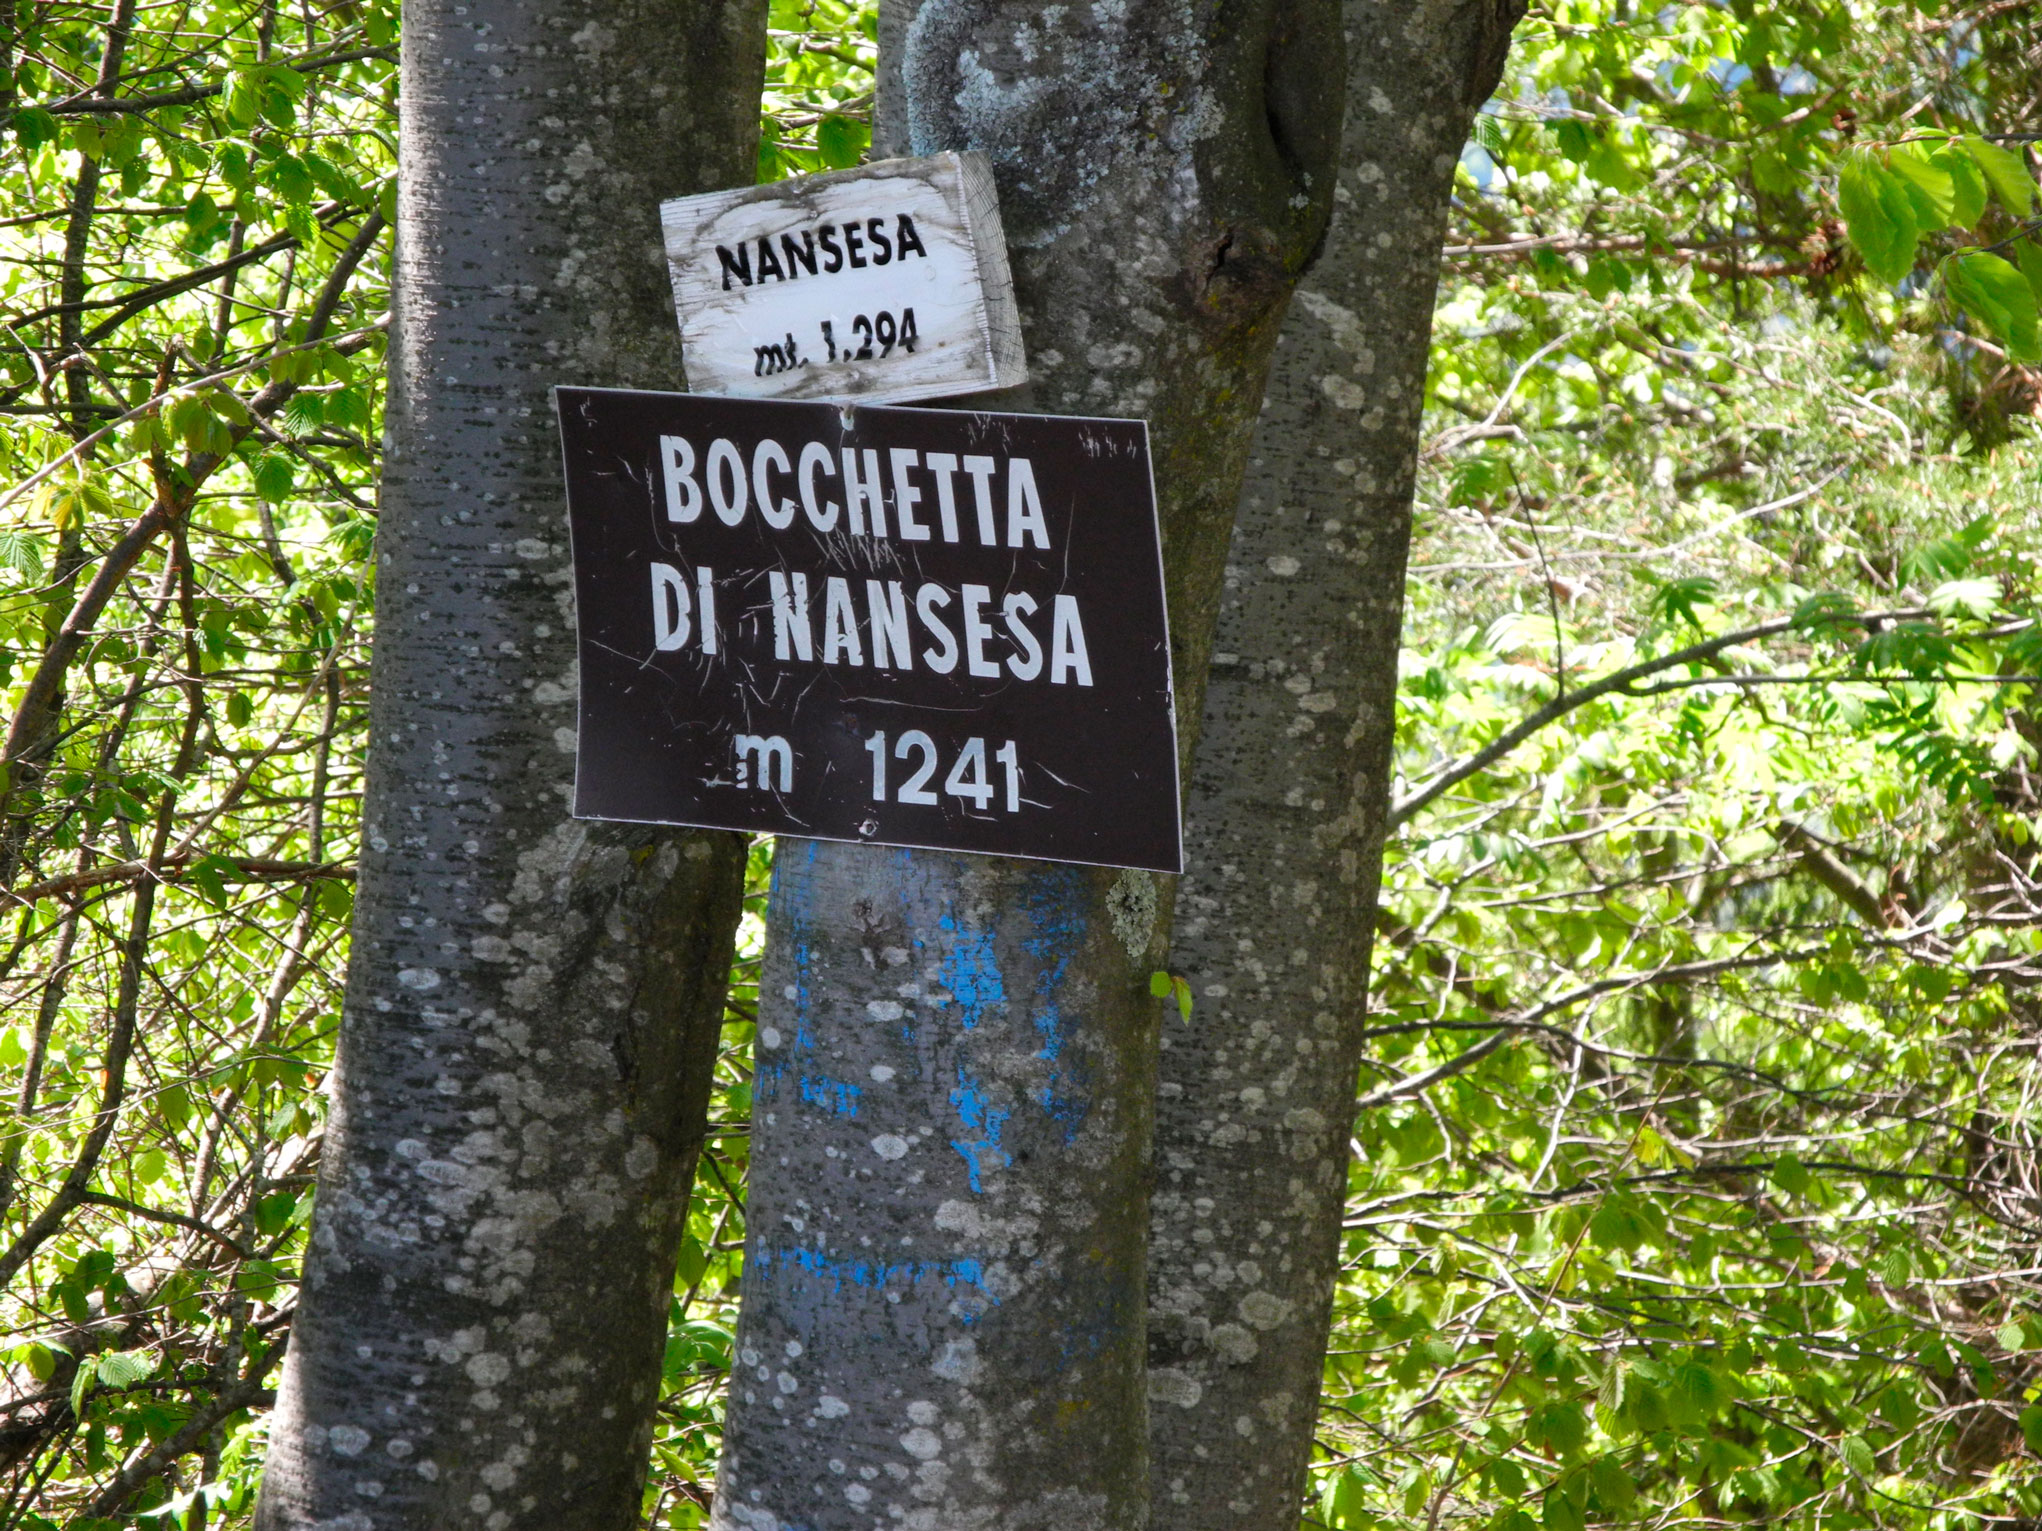 NANSESA
mt. 1.294
BOCCHETTA
DI NANSESA
m 1241